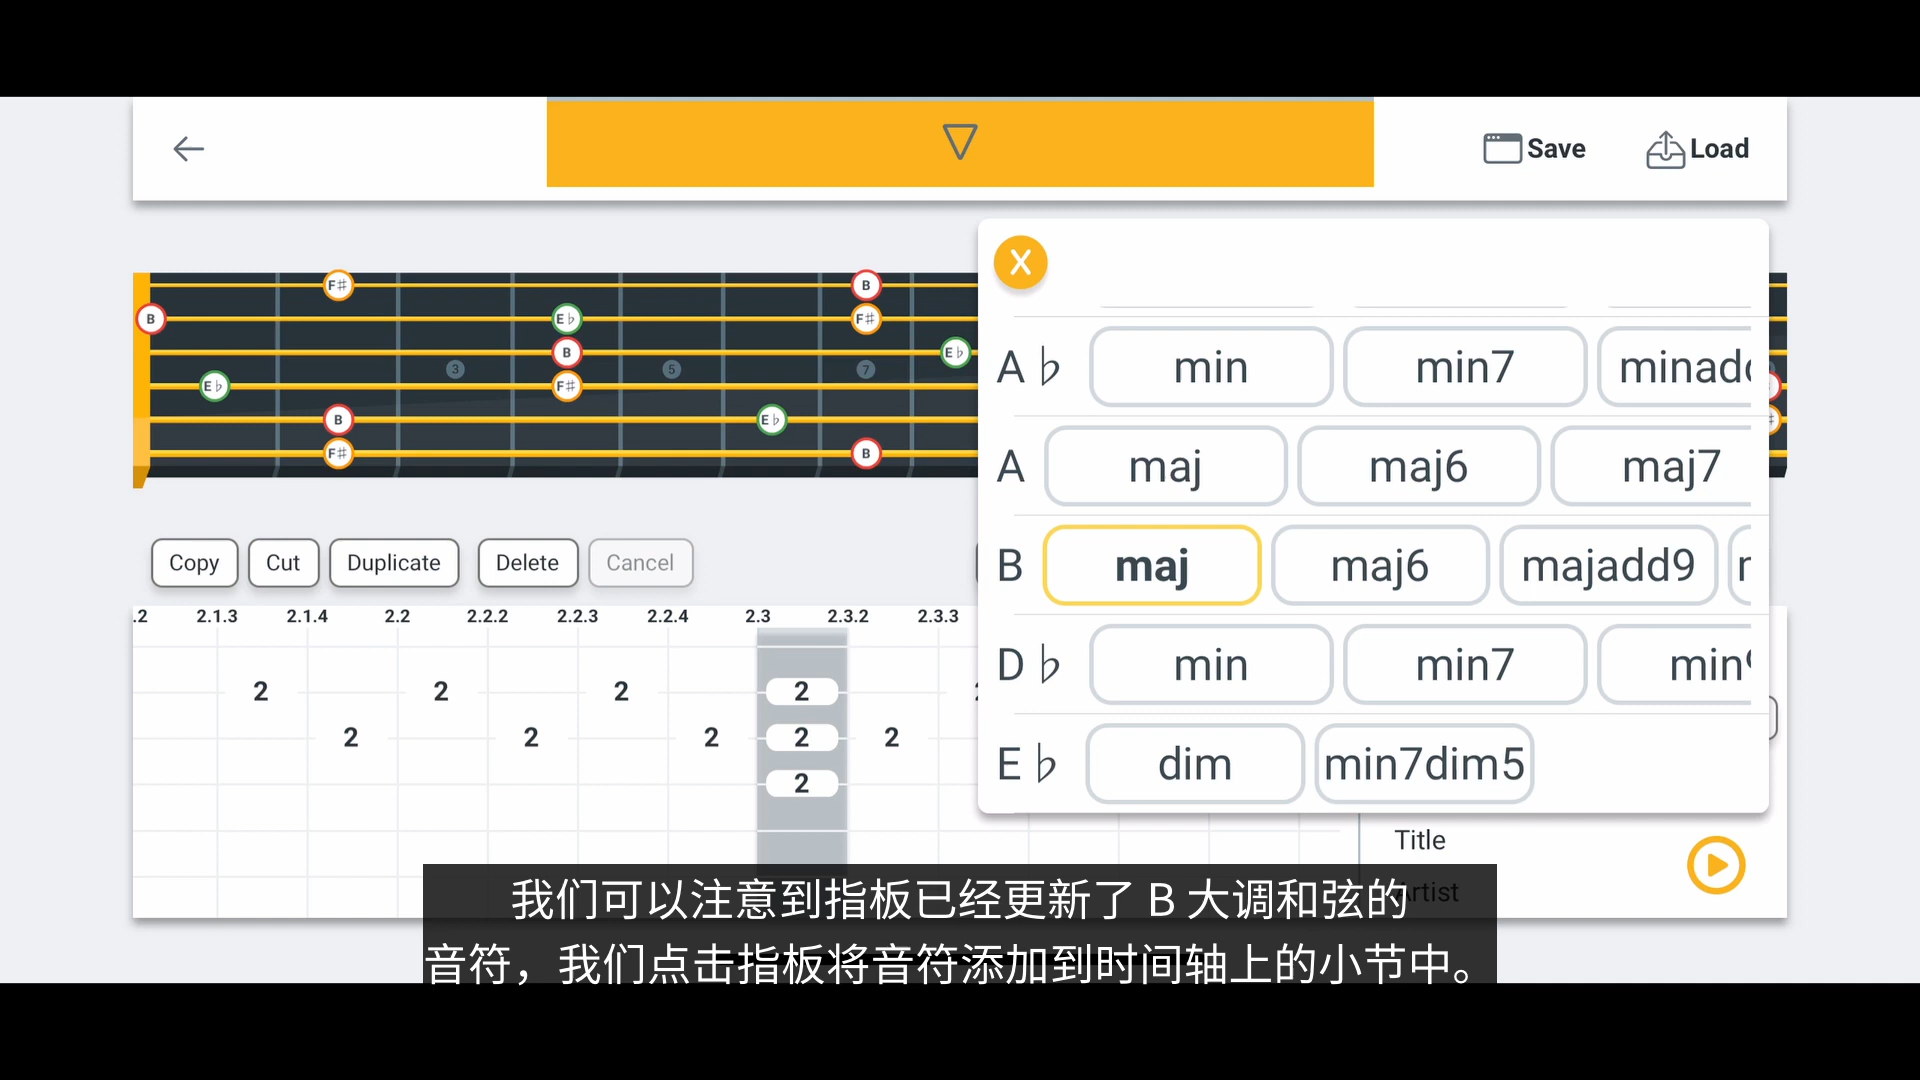 Save
Load
X
F♯
B
B
E♭
F♯
B
E♭
3
5
7
E♭
F♯
B
E♭
F♯
B
A♭ min min7
A maj maj6 maj7
B maj maj6 majadd9
D♭ min min7
E♭ dim min7dim5
Copy Cut Duplicate Delete Cancel
.2 2.1.3 2.1.4 2.2 2.2.2 2.2.3 2.2.4 2.3 2.3.2 2.3.3
2 2 2 2
2 2 2 2 2
2
Title
Artist
我们可以注意到指板已经更新了 B 大调和弦的
音符，我们点击指板将音符添加到时间轴上的小节中。